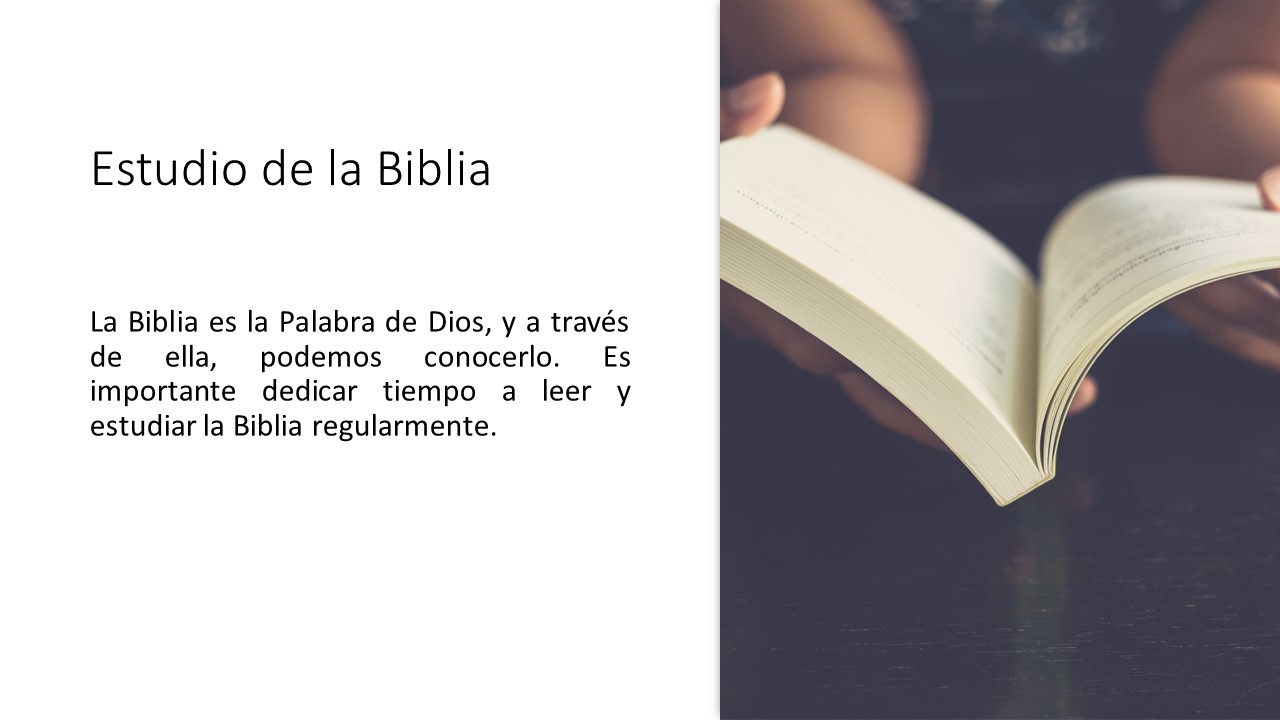 Estudio de la Biblia
La Biblia es la Palabra de Dios, y a través
de ella, podemos conocerlo. Es
importante dedicar tiempo a leer y
estudiar la Biblia regularmente.